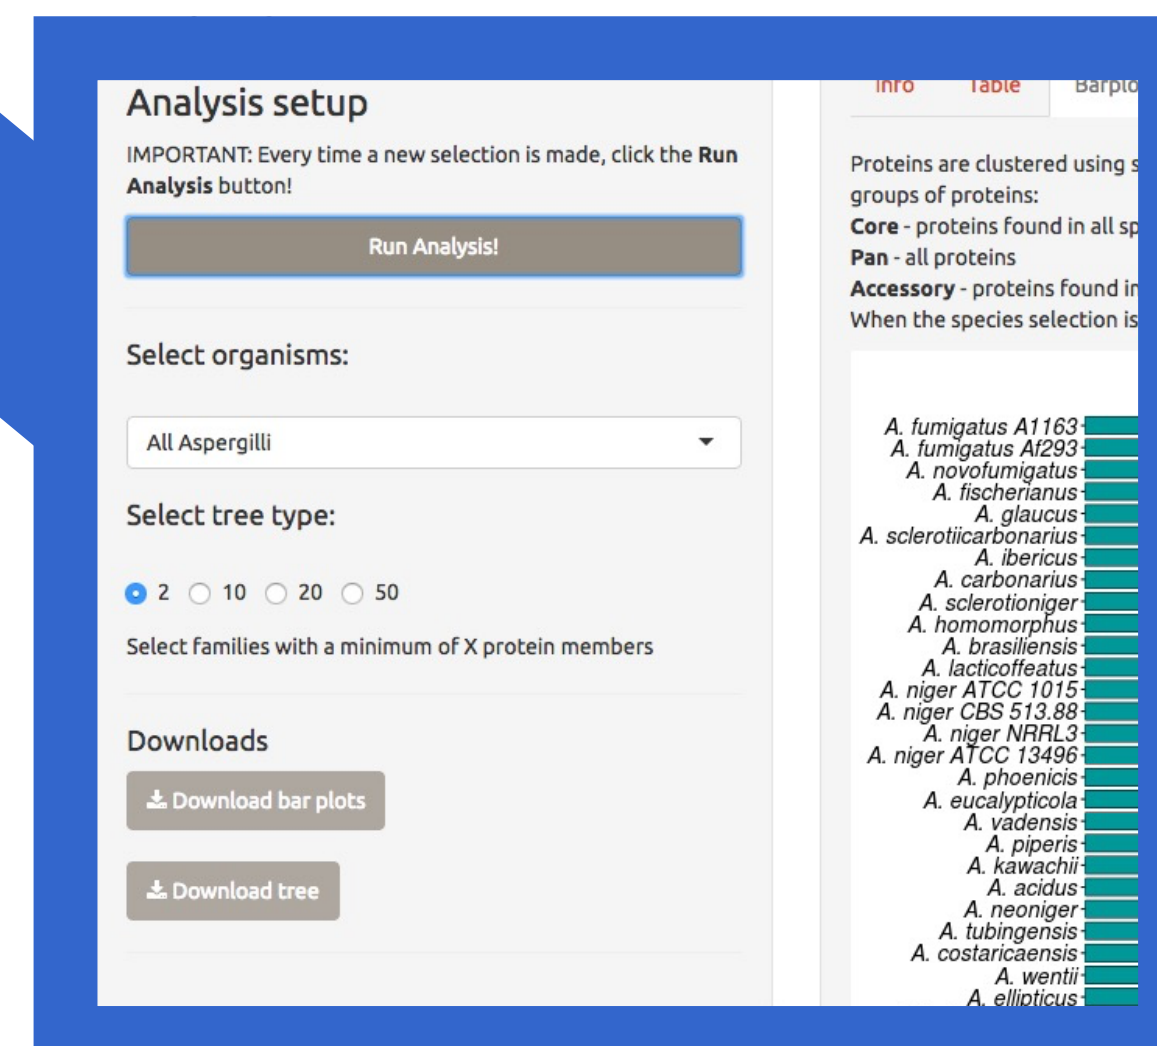 Analysis setup
IMPORTANT: Every time a new selection is made, click the Run
Analysis button!
Run Analysis!
Select organisms:
All Aspergilli
Select tree type:
2 10 20 50
Select families with a minimum of X protein members
Downloads
Download bar plots
Download tree
Info Table Barplo
Proteins are clustered using s
groups of proteins:
Core - proteins found in all sp
Pan - all proteins
Accessory - proteins found in
When the species selection is
A. fumigatus A1163
A. fumigatus Af293
A. novofumigatus
A. fischerianus
A. glaucus
A. sclerotiicarbonarius
A. ibericus
A. carbonarius
A. sclerotioniger
A. homomorphus
A. brasiliensis
A. lacticoffeatus
A. niger ATCC 1015
A. niger CBS 513.88
A. niger NRRL3
A. niger ATCC 13496
A. phoenicis
A. eucalypticola
A. vadensis
A. piperis
A. kawachii
A. acidus
A. neoniger
A. tubingensis
A. costaricaensis
A. wentii
A. ellipticus